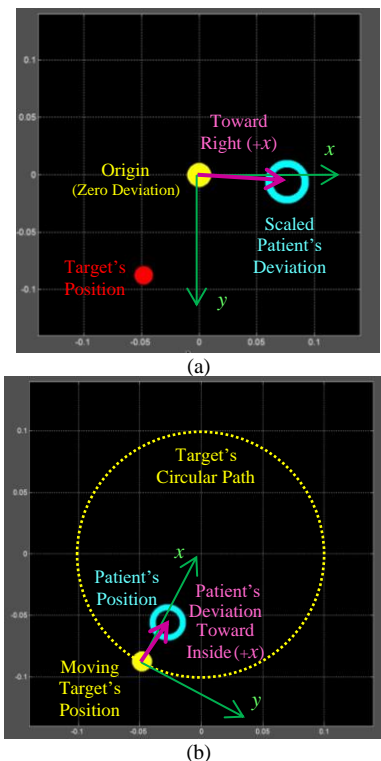 0.1
0.05
0
-0.05
-0.1
-0.1
-0.05
0
0.05
0.1
Toward
Right (+x)
x
Origin
(Zero Deviation)
Scaled
Patient's
Deviation
Target's
Position
y
(a)
0.1
0.05
0
-0.05
-0.1
-0.1
-0.05
0
0.05
0.1
Target's
Circular Path
x
Patient's
Position
Patient's
Deviation
Toward
Inside (+x)
Moving
Target's
Position
y
(b)